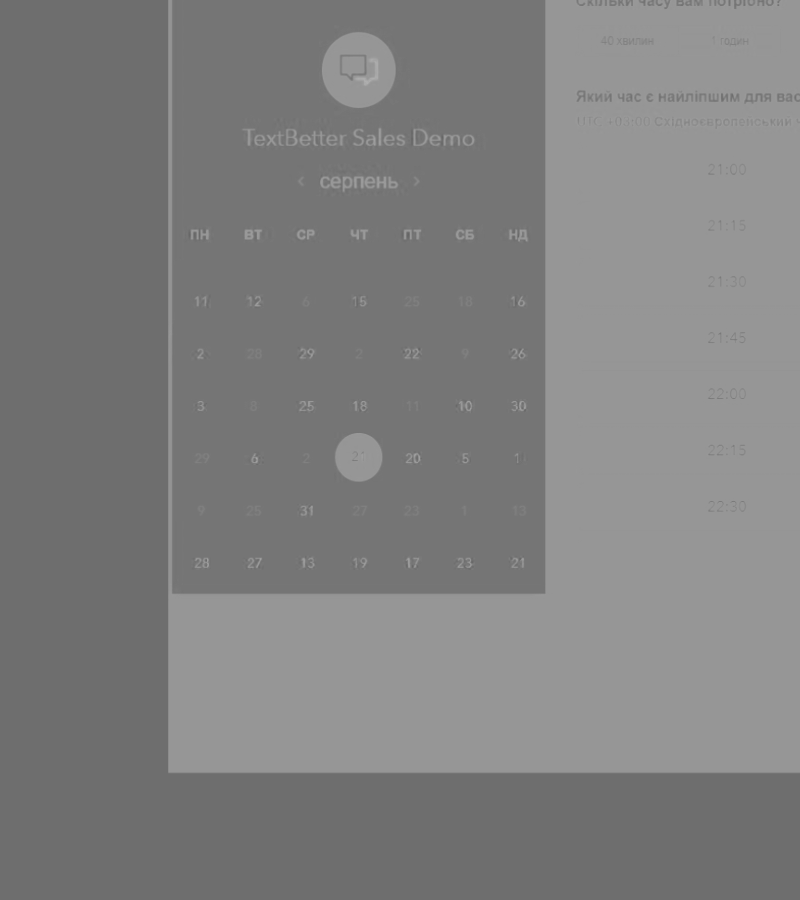 Скільки часу вам потрібно?
40 хвилин 1 годин
Який час є найліпшим для вас
UTC +03:00 Східноєвропейський ч
TextBetter Sales Demo
‹ серпень ›
ПН ВТ СР ЧТ ПТ СБ НД
11 12 6 15 25 18 16
2 28 29 2 22 9 26
3 8 25 18 11 10 30
29 6 2 21 20 5 1
9 25 31 27 23 1 13
28 27 13 19 17 23 21
21:00
21:15
21:30
21:45
22:00
22:15
22:30